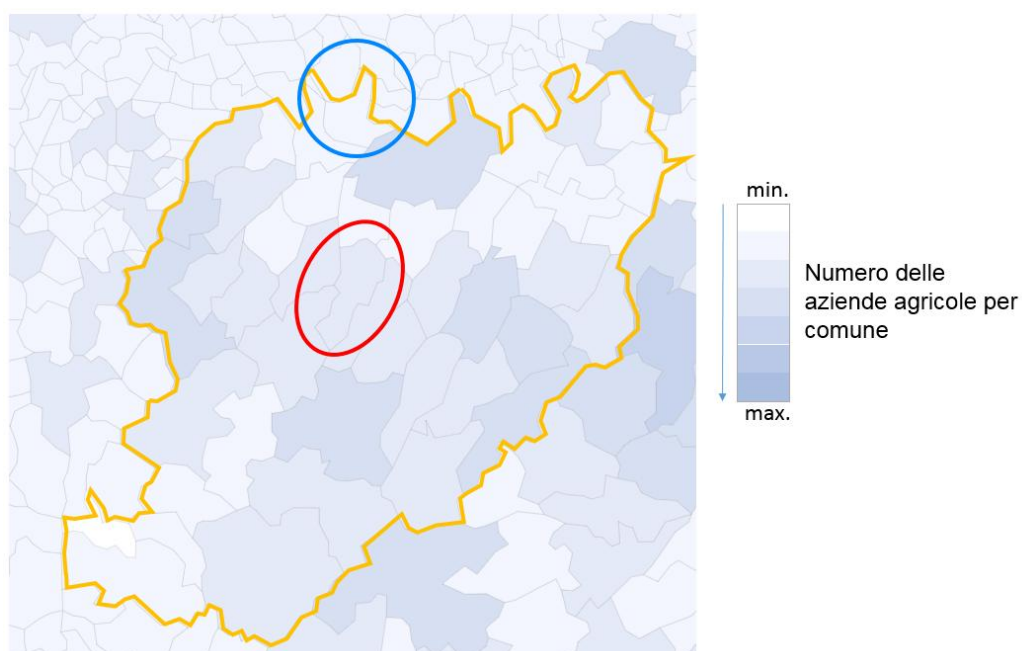 min.
Numero delle
aziende agricole per
comune
max.